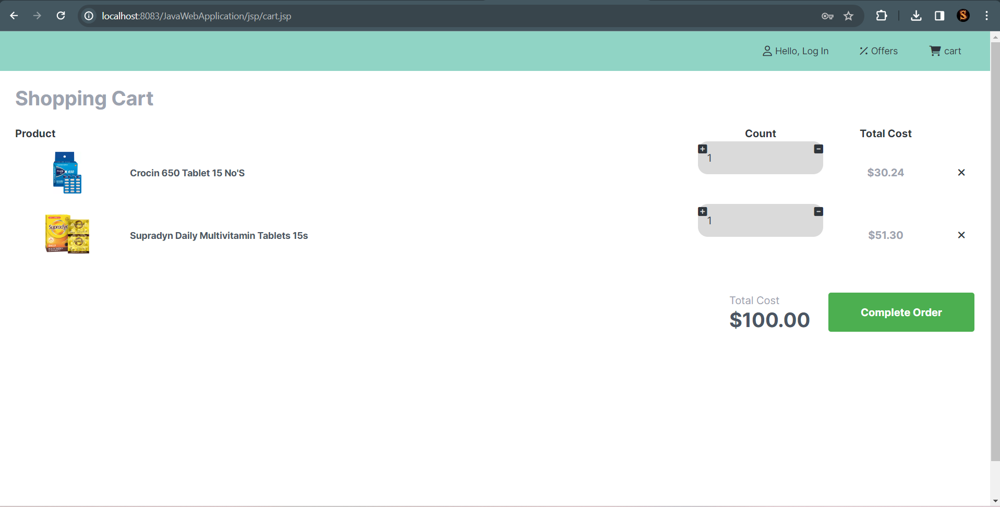 localhost:8083/JavaWebApplication/jsp/cart.jsp
Hello, Log In
Offers
cart
Shopping Cart
Product
Count
Total Cost
Crocin 650 Tablet 15 No'S
1
$30.24
Supradyn Daily Multivitamin Tablets 15s
1
$51.30
Total Cost
$100.00
Complete Order